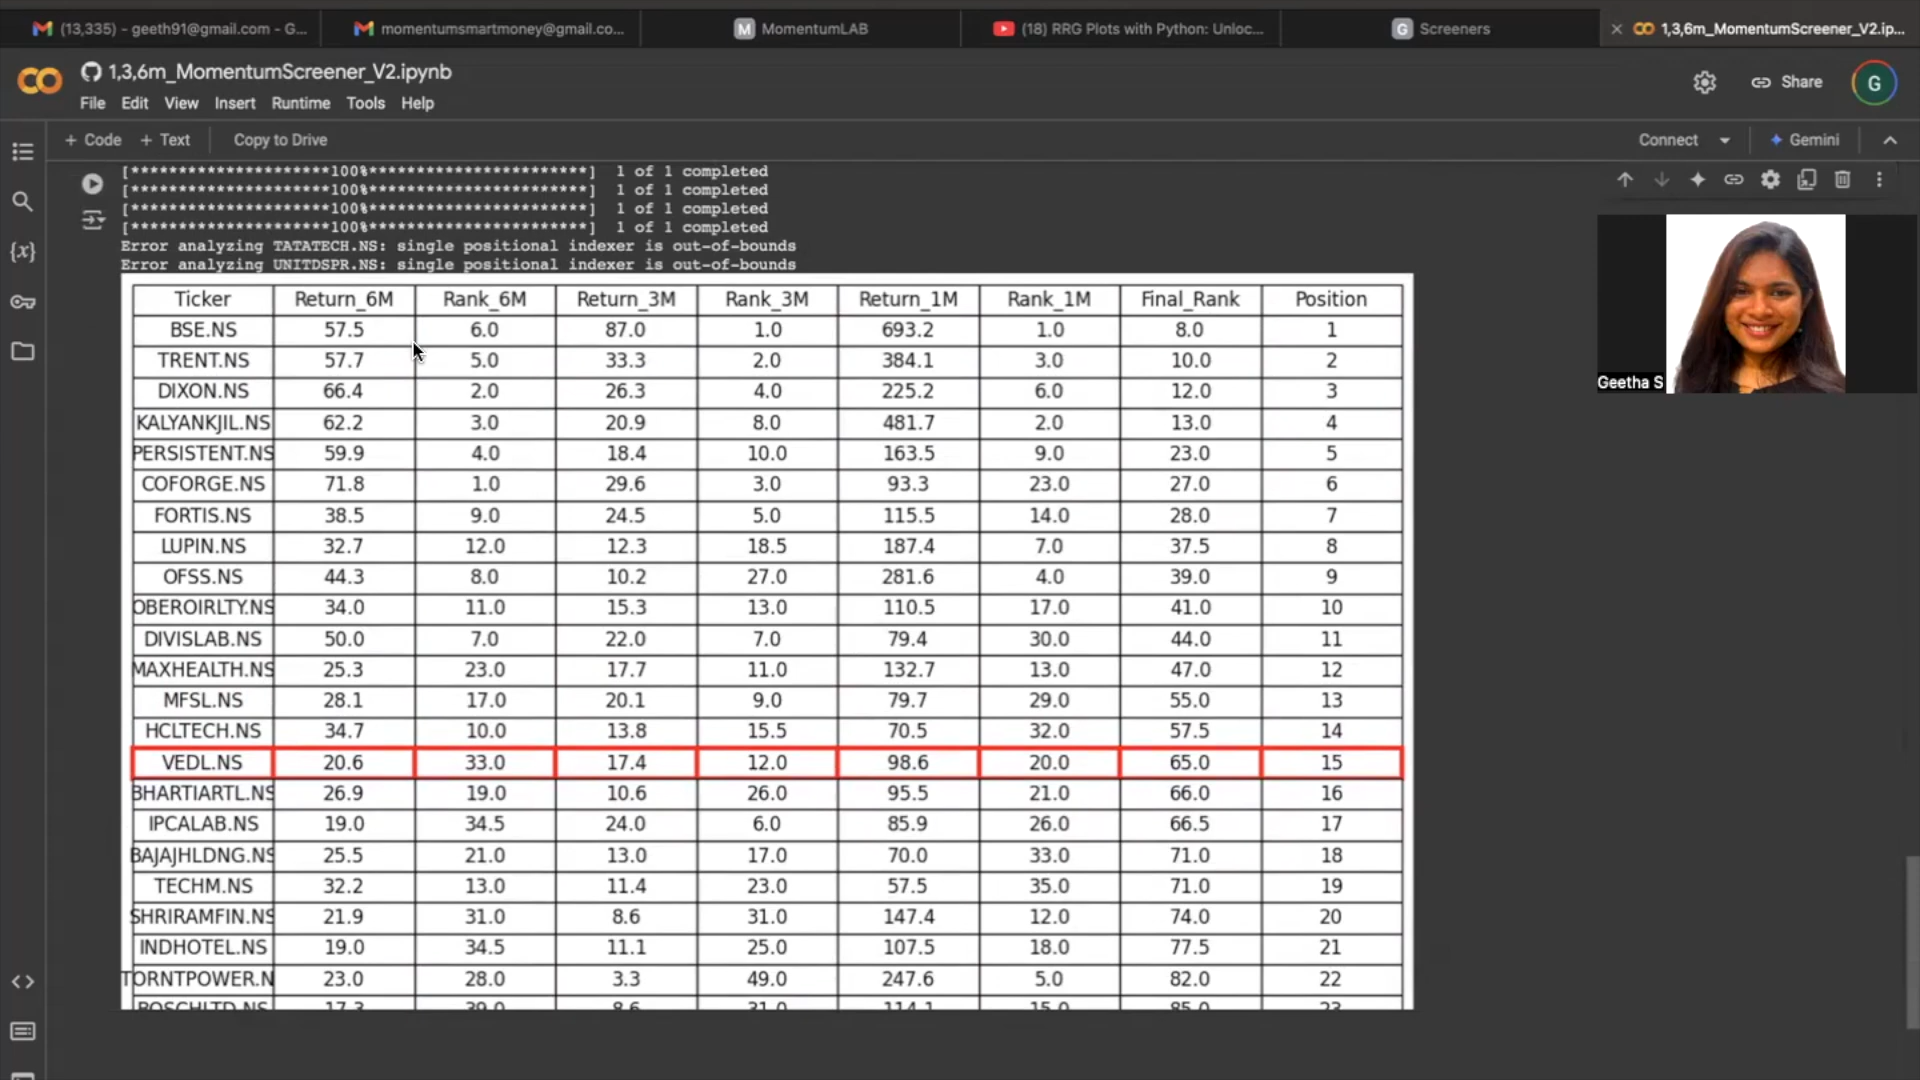 (13,335) - geeth91@gmail.com - G...
momentumsmartmoney@gmail.co...
M MomentumLAB
(18) RRG Plots with Python: Unloc...
G Screeners
1,3,6m_MomentumScreener_V2.ip...
1,3,6m_MomentumScreener_V2.ipynb
Share
G
File Edit View Insert Runtime Tools Help
+ Code + Text Copy to Drive
Connect Gemini
[**********************100%***********************]  1 of 1 completed
[**********************100%***********************]  1 of 1 completed
[**********************100%***********************]  1 of 1 completed
[**********************100%***********************]  1 of 1 completed
Error analyzing TATATECH.NS: single positional indexer is out-of-bounds
Error analyzing UNITDSPR.NS: single positional indexer is out-of-bounds
Geetha S
Ticker Return_6M Rank_6M Return_3M Rank_3M Return_1M Rank_1M Final_Rank Position
BSE.NS 57.5 6.0 87.0 1.0 693.2 1.0 8.0 1
TRENT.NS 57.7 5.0 33.3 2.0 384.1 3.0 10.0 2
DIXON.NS 66.4 2.0 26.3 4.0 225.2 6.0 12.0 3
KALYANKJIL.NS 62.2 3.0 20.9 8.0 481.7 2.0 13.0 4
PERSISTENT.NS 59.9 4.0 18.4 10.0 163.5 9.0 23.0 5
COFORGE.NS 71.8 1.0 29.6 3.0 93.3 23.0 27.0 6
FORTIS.NS 38.5 9.0 24.5 5.0 115.5 14.0 28.0 7
LUPIN.NS 32.7 12.0 12.3 18.5 187.4 7.0 37.5 8
OFSS.NS 44.3 8.0 10.2 27.0 281.6 4.0 39.0 9
OBEROIRLTY.NS 34.0 11.0 15.3 13.0 110.5 17.0 41.0 10
DIVISLAB.NS 50.0 7.0 22.0 7.0 79.4 30.0 44.0 11
MAXHEALTH.NS 25.3 23.0 17.7 11.0 132.7 13.0 47.0 12
MFSL.NS 28.1 17.0 20.1 9.0 79.7 29.0 55.0 13
HCLTECH.NS 34.7 10.0 13.8 15.5 70.5 32.0 57.5 14
VEDL.NS 20.6 33.0 17.4 12.0 98.6 20.0 65.0 15
BHARTIARTL.NS 26.9 19.0 10.6 26.0 95.5 21.0 66.0 16
IPCALAB.NS 19.0 34.5 24.0 6.0 85.9 26.0 66.5 17
BAJAJHLDNG.NS 25.5 21.0 13.0 17.0 70.0 33.0 71.0 18
TECHM.NS 32.2 13.0 11.4 23.0 57.5 35.0 71.0 19
SHRIRAMFIN.NS 21.9 31.0 8.6 31.0 147.4 12.0 74.0 20
INDHOTEL.NS 19.0 34.5 11.1 25.0 107.5 18.0 77.5 21
TORNTPOWER.N 23.0 28.0 3.3 49.0 247.6 5.0 82.0 22
BOSCHLTD.NS 17.3 39.0 8.6 31.0 114.1 15.0 85.0 23